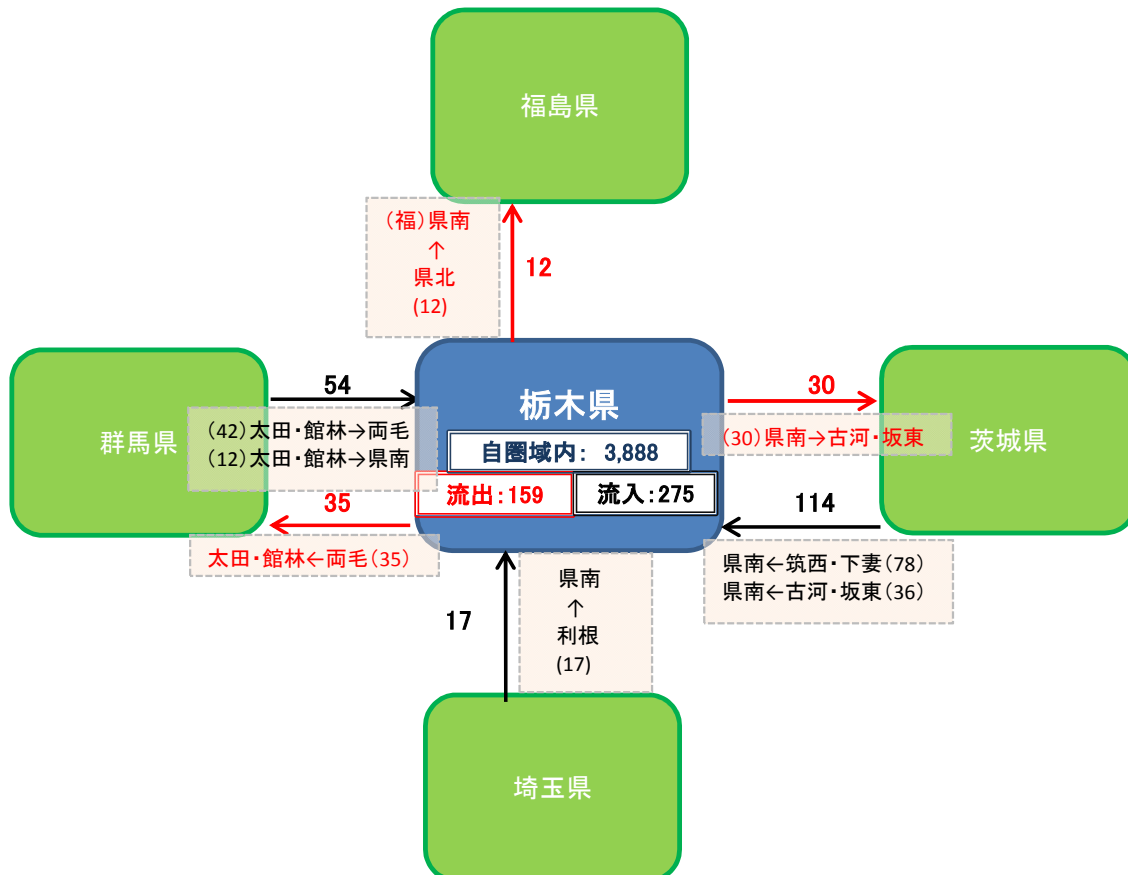 福島県
(福)県南
↑
県北
(12)
12
群馬県
54
(42)太田・館林→両毛
(12)太田・館林→県南
35
太田・館林←両毛(35)
栃木県
自圏域内: 3,888
流出:159
流入:275
30
(30)県南→古河・坂東
茨城県
114
県南←筑西・下妻(78)
県南←古河・坂東(36)
17
県南
↑
利根
(17)
埼玉県